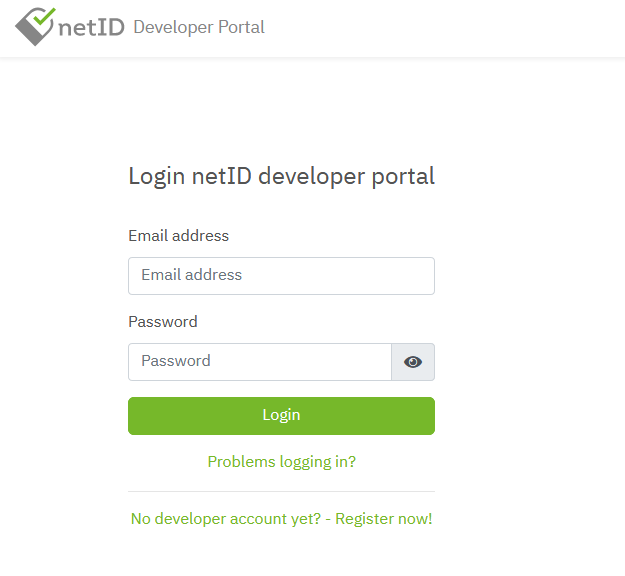 netID Developer Portal
Login netID developer portal
Email address
Email address
Password
Password
Login
Problems logging in?
No developer account yet? - Register now!